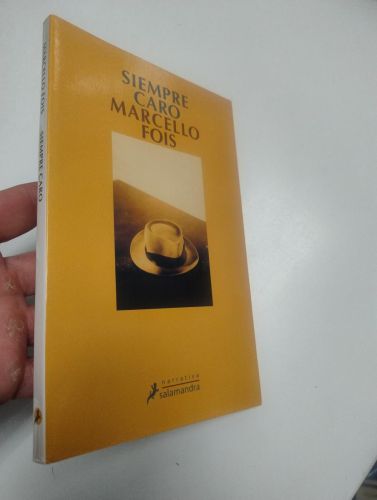 SIEMPRE
CARO
MARCELLO
FOIS
narrativa
salamandra
MARCELLO FOIS SIEMPRE CARO